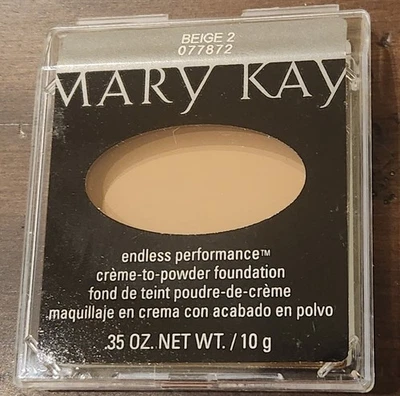 BEIGE 2
077872
MARY KAY
endless performance™
crème-to-powder foundation
fond de teint poudre-de-crème
maquillaje en crema con acabado en polvo
.35 OZ. NET WT. / 10 g